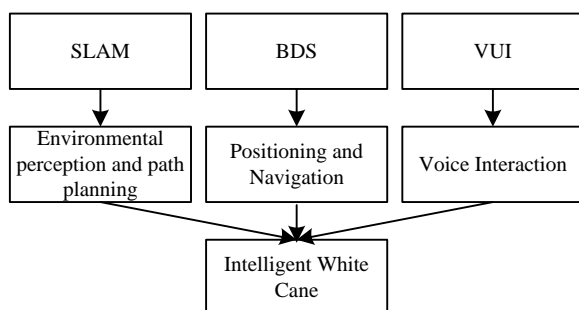 SLAM
BDS
VUI
Environmental
perception and path
planning
Positioning and
Navigation
Voice Interaction
Intelligent White
Cane